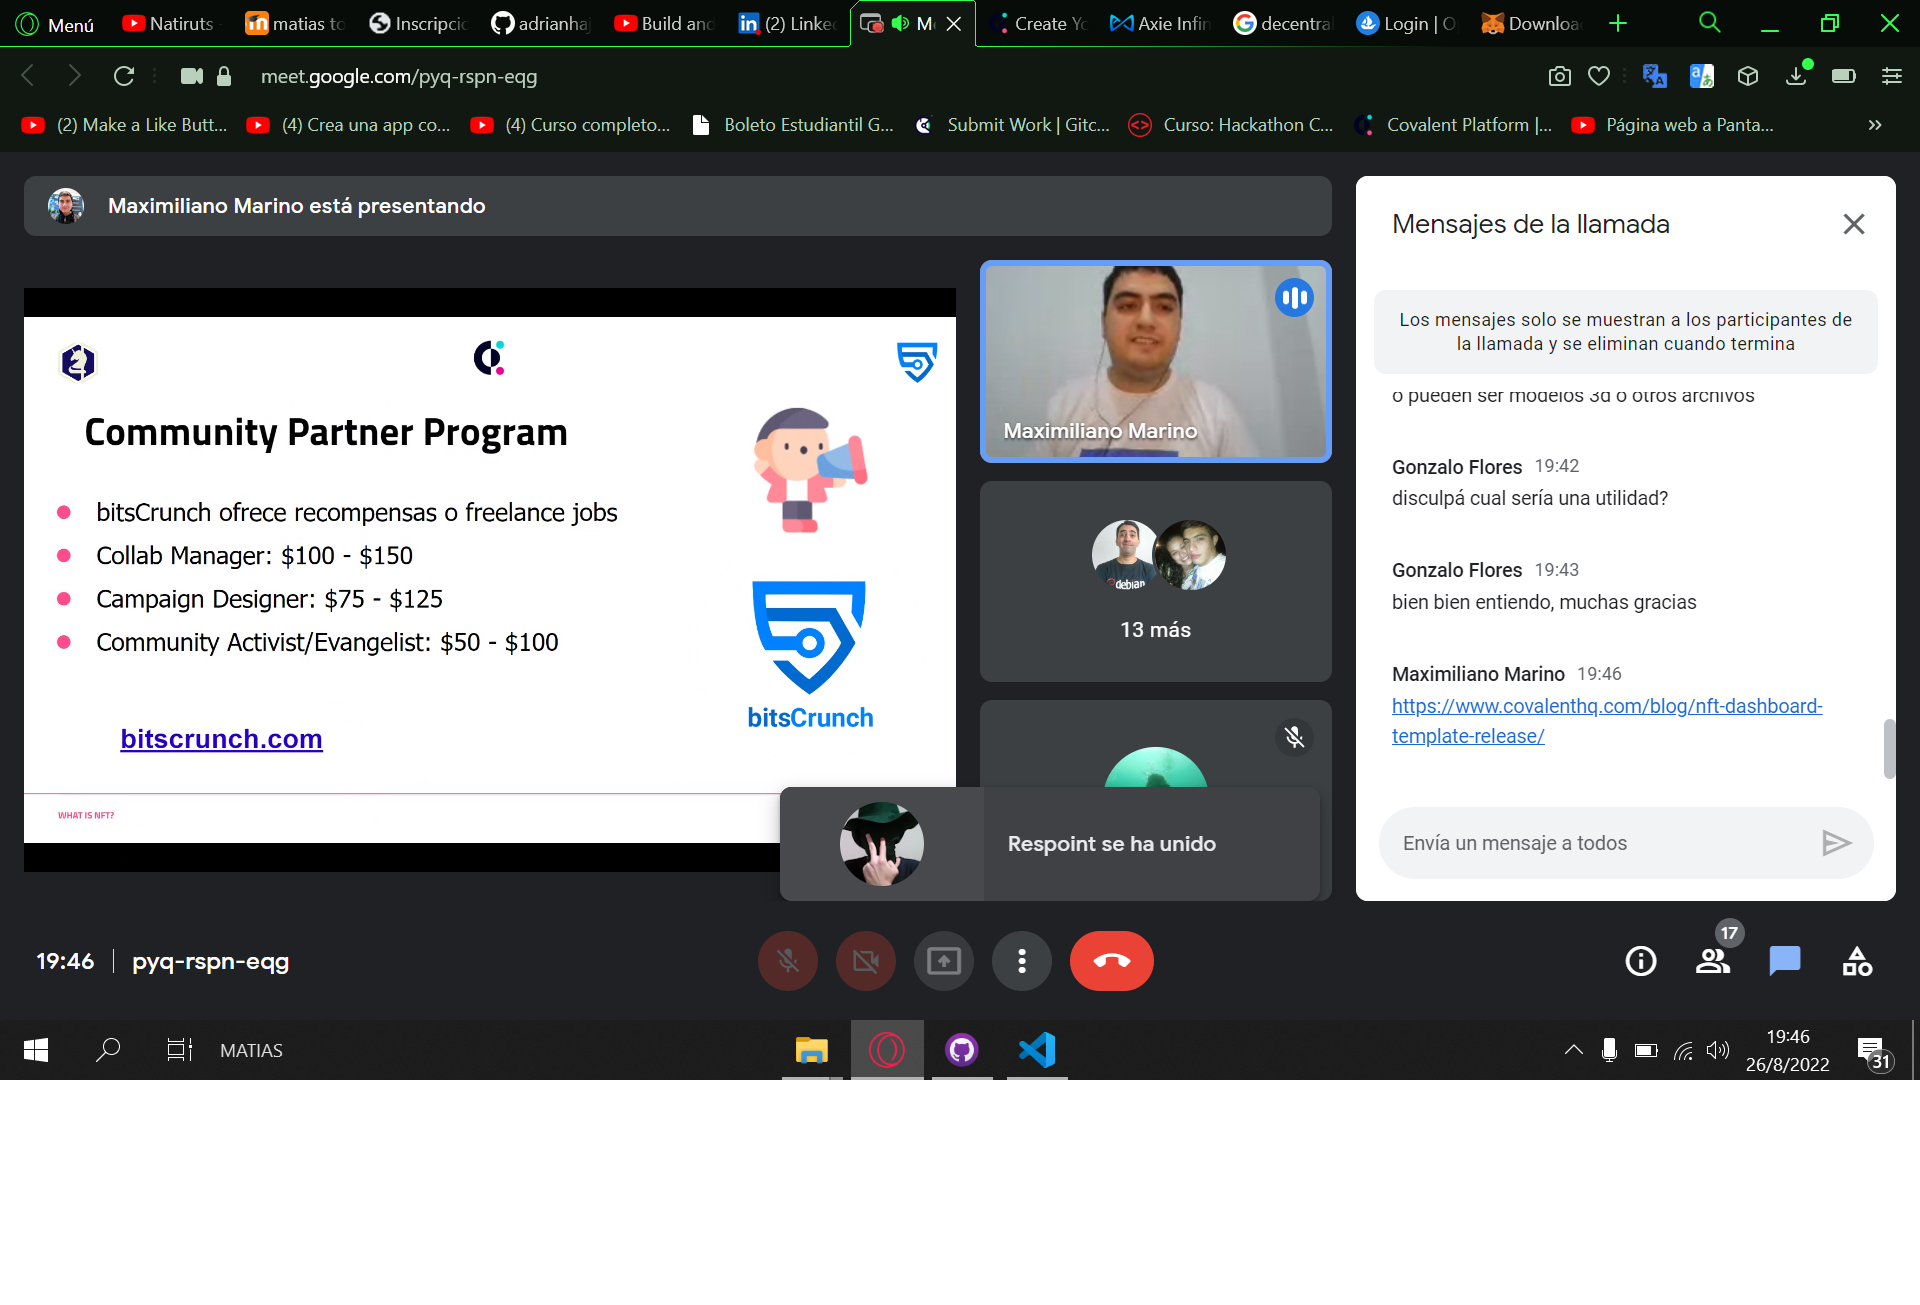 Menú
Natiruts
matias to
Inscripcio
adrianhaj
Build and
(2) Linke
M
Create Yo
Axie Infin
decentral
Login | O
Download
meet.google.com/pyq-rspn-eqg
(2) Make a Like Butt...
(4) Crea una app co...
(4) Curso completo...
Boleto Estudiantil G...
Submit Work | Gitc...
Curso: Hackathon C...
Covalent Platform |...
Página web a Panta...
Maximiliano Marino está presentando
Community Partner Program
bitsCrunch ofrece recompensas o freelance jobs
Collab Manager: $100 - $150
Campaign Designer: $75 - $125
Community Activist/Evangelist: $50 - $100
bitscrunch.com
bitsCrunch
WHAT IS NFT?
Maximiliano Marino
debian
13 más
Respoint se ha unido
Mensajes de la llamada
Los mensajes solo se muestran a los participantes de
la llamada y se eliminan cuando termina
o pueden ser modelos 3d o otros archivos
Gonzalo Flores 19:42
disculpá cual sería una utilidad?
Gonzalo Flores 19:43
bien bien entiendo, muchas gracias
Maximiliano Marino 19:46
https://www.covalenthq.com/blog/nft-dashboard-
template-release/
Envía un mensaje a todos
19:46 | pyq-rspn-eqg
17
MATIAS
19:46
26/8/2022
31